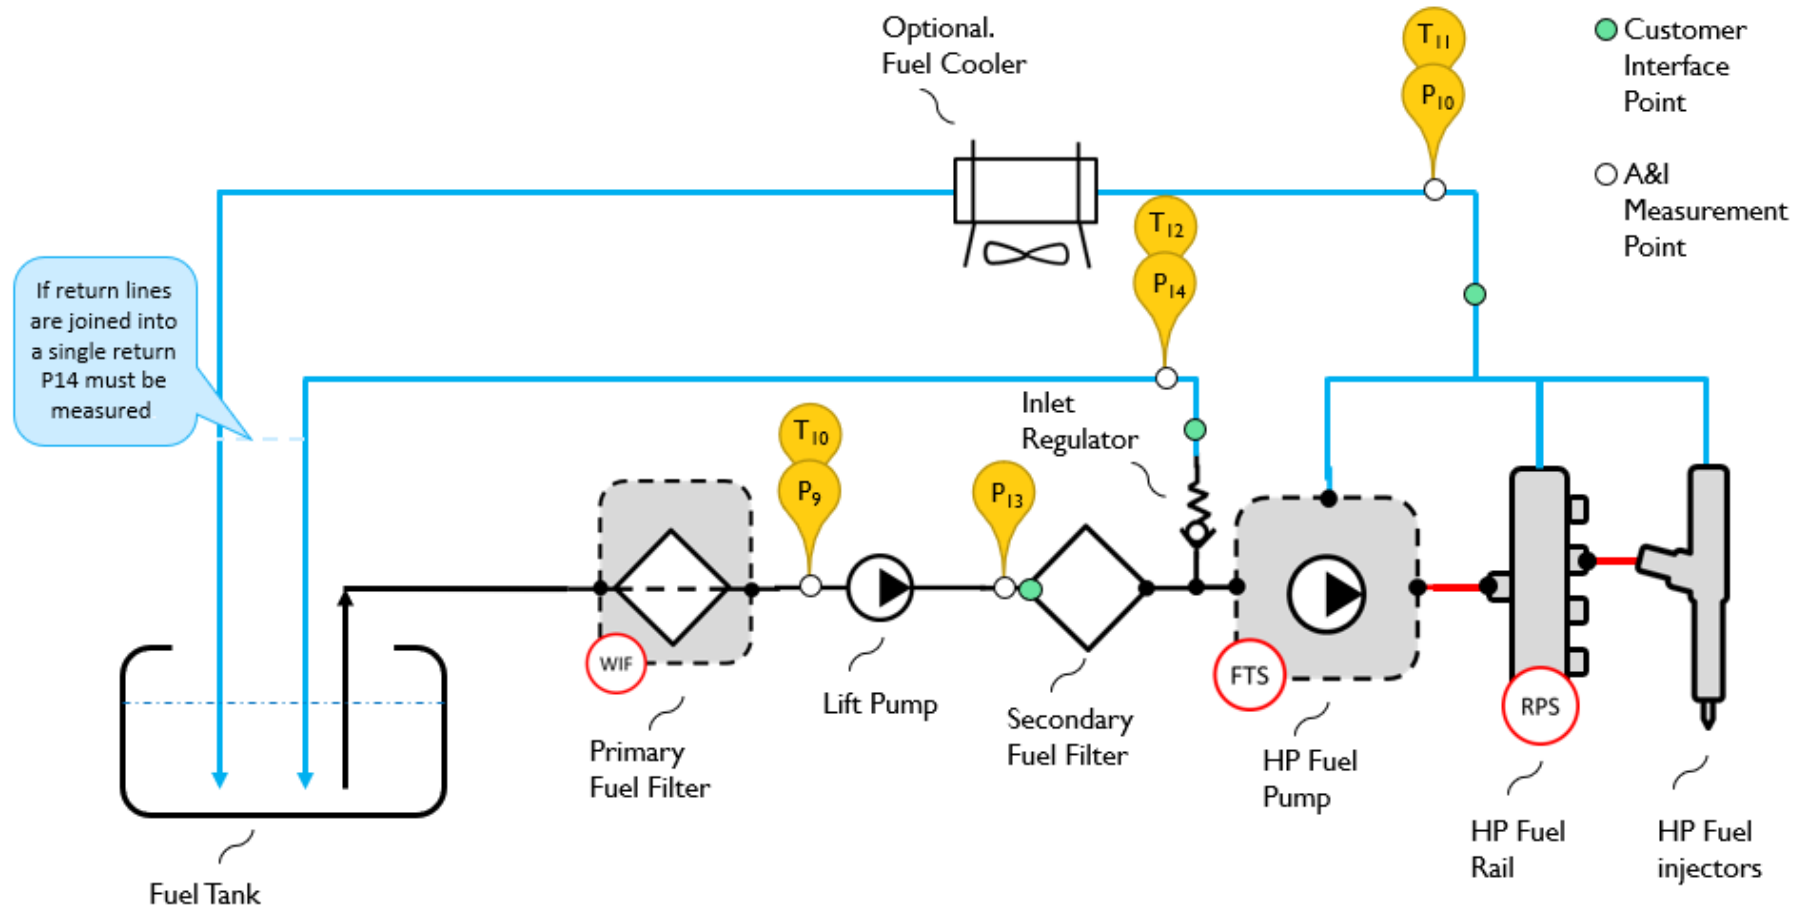 Optional.
Fuel Cooler
T11
P10
Customer
Interface
Point
A&I
Measurement
Point
T12
P14
If return lines
are joined into
a single return
P14 must be
measured
Inlet
Regulator
T10
P9
P13
WIF
FTS
RPS
Lift Pump
Secondary
Fuel Filter
Primary
Fuel Filter
HP Fuel
Pump
HP Fuel
Rail
HP Fuel
injectors
Fuel Tank